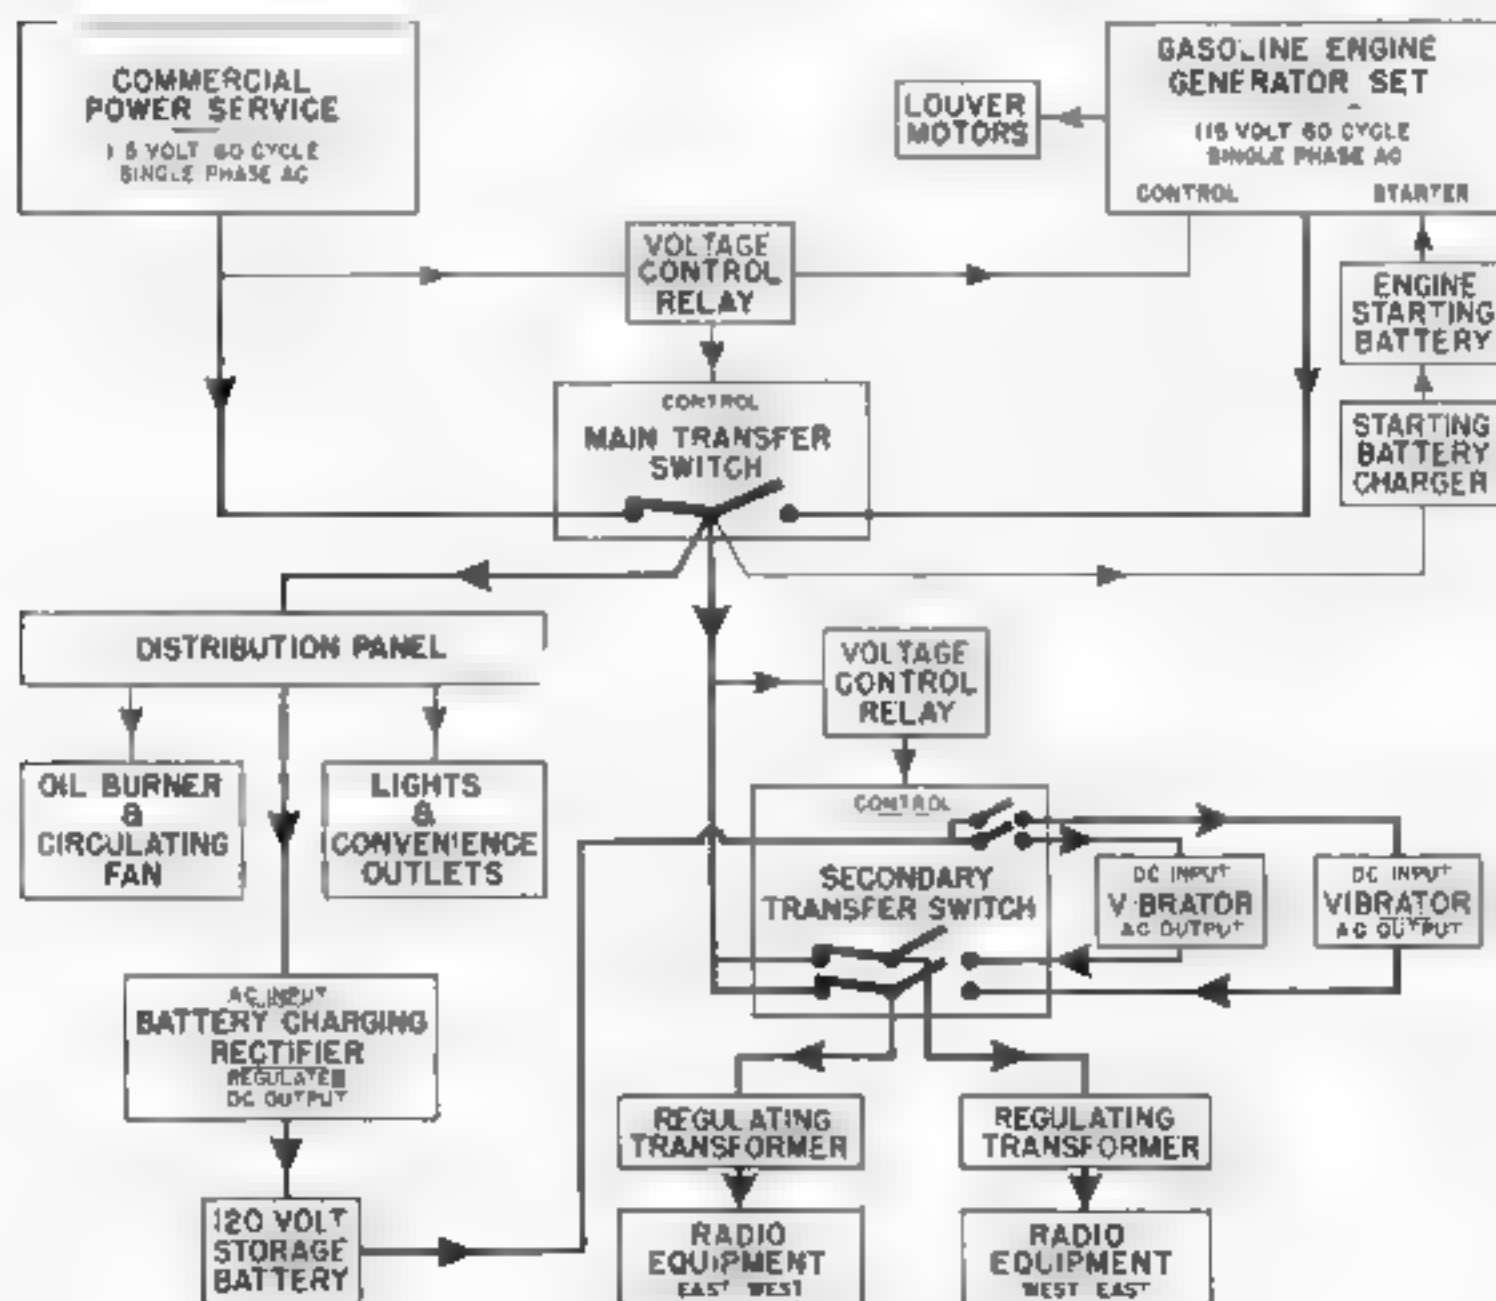 COMMERCIAL
POWER SERVICE
VOLT 60 CYCLE
SINGLE PHASE AC
GASOLINE ENGINE
GENERATOR SET
115 VOLT 60 CYCLE
SINGLE PHASE AC
CONTROL
STARTER
LOUVER
MOTORS
VOLTAGE
CONTROL
RELAY
ENGINE
STARTING
BATTERY
CONTROL
MAIN TRANSFER
SWITCH
STARTING
BATTERY
CHARGER
DISTRIBUTION PANEL
VOLTAGE
CONTROL
RELAY
OIL BURNER
&
CIRCULATING
FAN
LIGHTS
&
CONVENIENCE
OUTLETS
CONTROL
SECONDARY
TRANSFER SWITCH
DC INPUT
VIBRATOR
AC OUTPUT
DC INPUT
VIBRATOR
AC OUTPUT
AC INPUT
BATTERY CHARGING
RECTIFIER
REGULATED
DC OUTPUT
REGULATING
TRANSFORMER
REGULATING
TRANSFORMER
120 VOLT
STORAGE
BATTERY
RADIO
EQUIPMENT
EAST WEST
RADIO
EQUIPMENT
WEST EAST